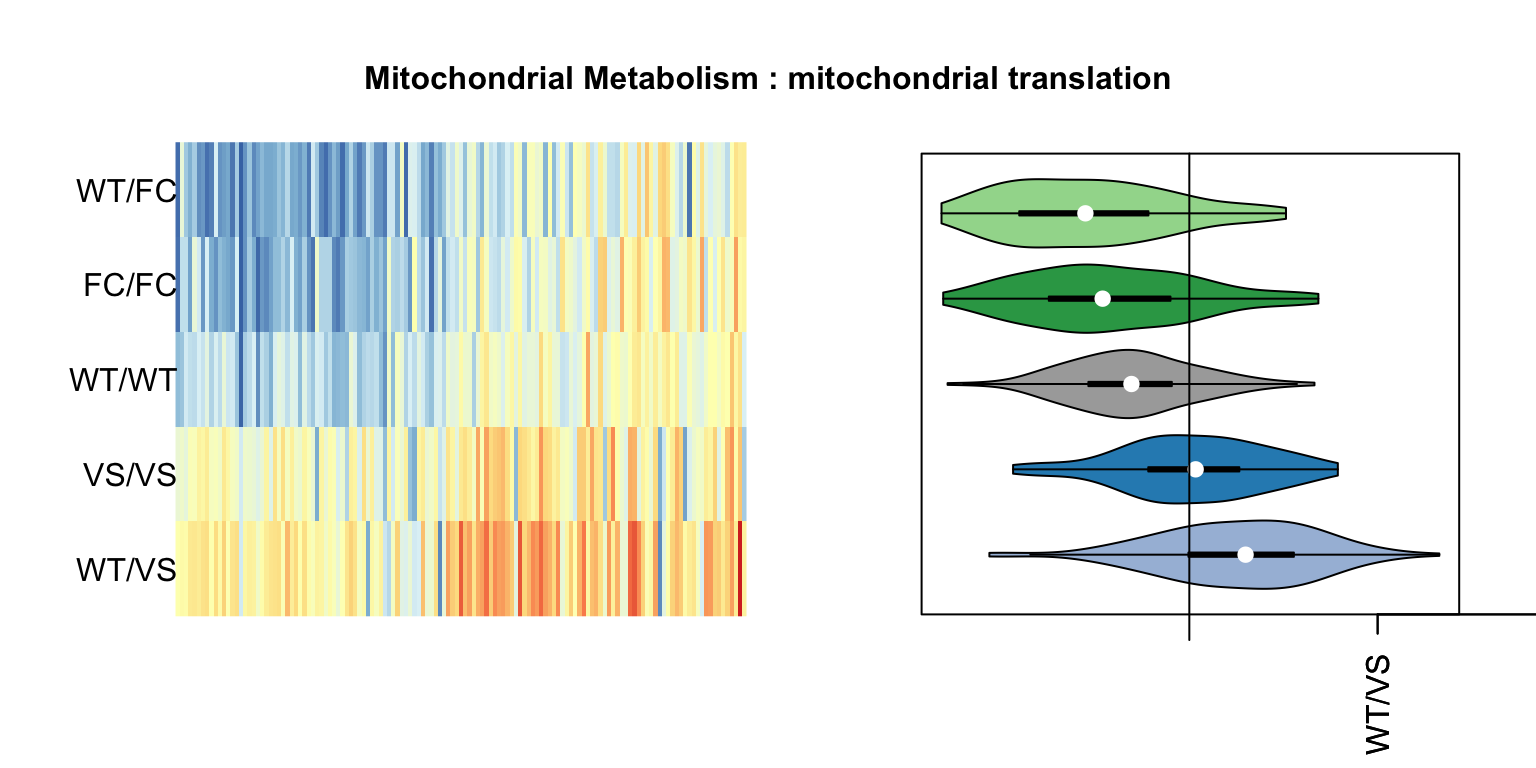 Mitochondrial Metabolism : mitochondrial translation
WT/FC
FC/FC
WT/WT
VS/VS
WT/VS
WT/VS